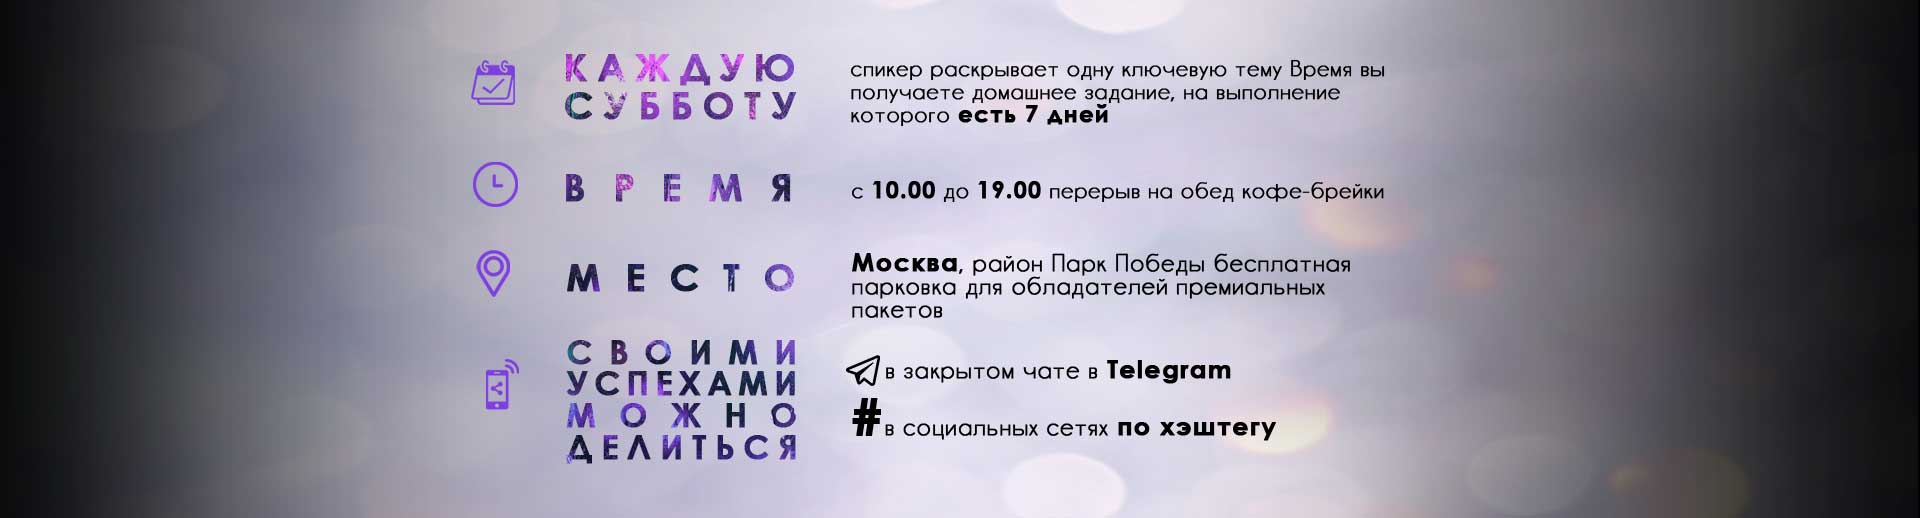 КАЖДУЮ
СУББОТУ
спикер раскрывает одну ключевую тему Время вы
получаете домашнее задание, на выполнение
которого есть 7 дней
ВРЕМЯ
с 10.00 до 19.00 перерыв на обед кофе-брейки
МЕСТО
Москва, район Парк Победы бесплатная
парковка для обладателей премиальных
пакетов
СВОИМИ
УСПЕХАМИ
МОЖНО
ДЕЛИТЬСЯ
в закрытом чате в Telegram
# в социальных сетях по хэштегу